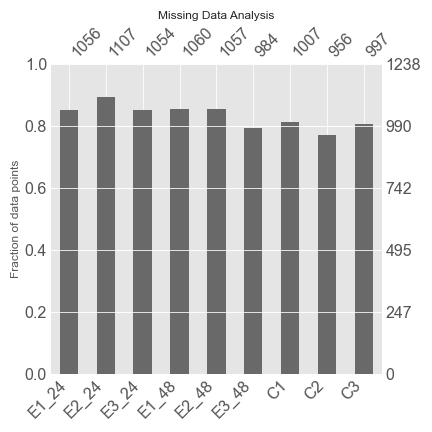 Missing Data Analysis
1056 1107 1054 1060 1057 984 1007 956 997
1.0 1238
0.8 990
0.6 742
0.4 495
0.2 247
0.0 0
Fraction of data points
E1_24 E2_24 E3_24 E1_48 E2_48 E3_48 C1 C2 C3